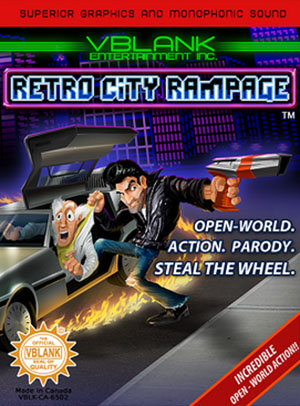 SUPERIOR GRAPHICS AND MONOPHONIC SOUND
VBLANK
ENTERTAINMENT INC.
RETRO CITY RAMPAGE
TM
OPEN-WORLD.
ACTION. PARODY.
STEAL THE WHEEL.
THE OFFICIAL
VBLANK
SEAL OF
QUALITY
®
Made in Canada
VBLK-CA-6502
INCREDIBLE
OPEN-WORLD ACTION!!